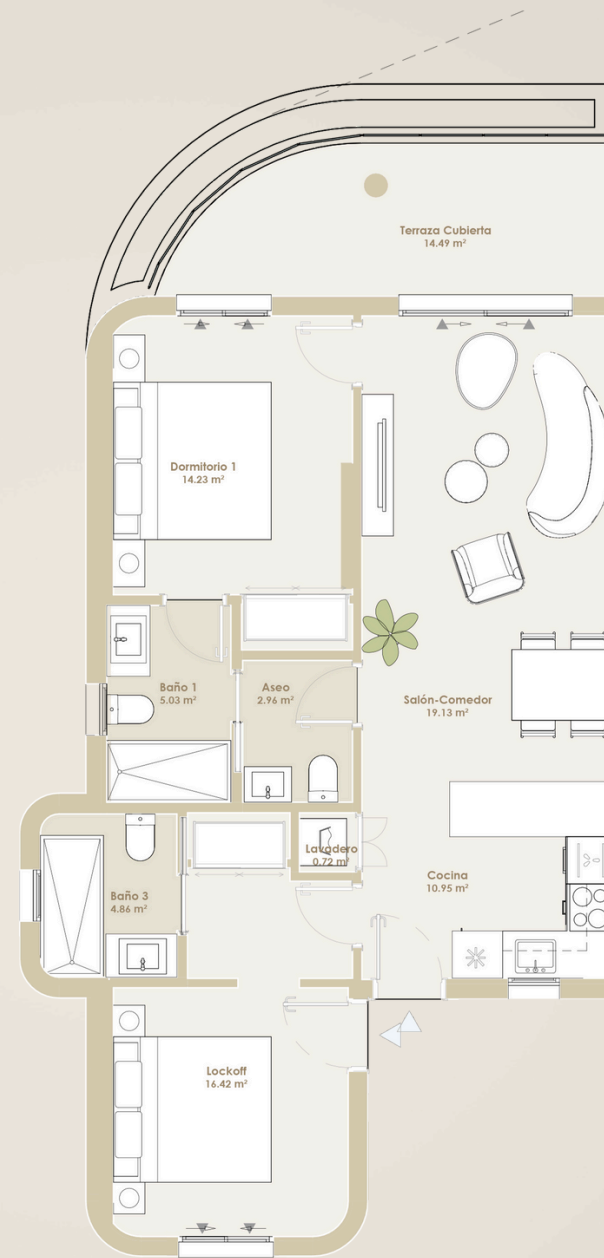 Terraza Cubierta
14.49 m²
Dormitorio 1
14.23 m²
Baño 1
5.03 m²
Aseo
2.96 m²
Salón-Comedor
19.13 m²
Lavadero
0.72 m²
Cocina
10.95 m²
Baño 3
4.86 m²
Lockoff
16.42 m²